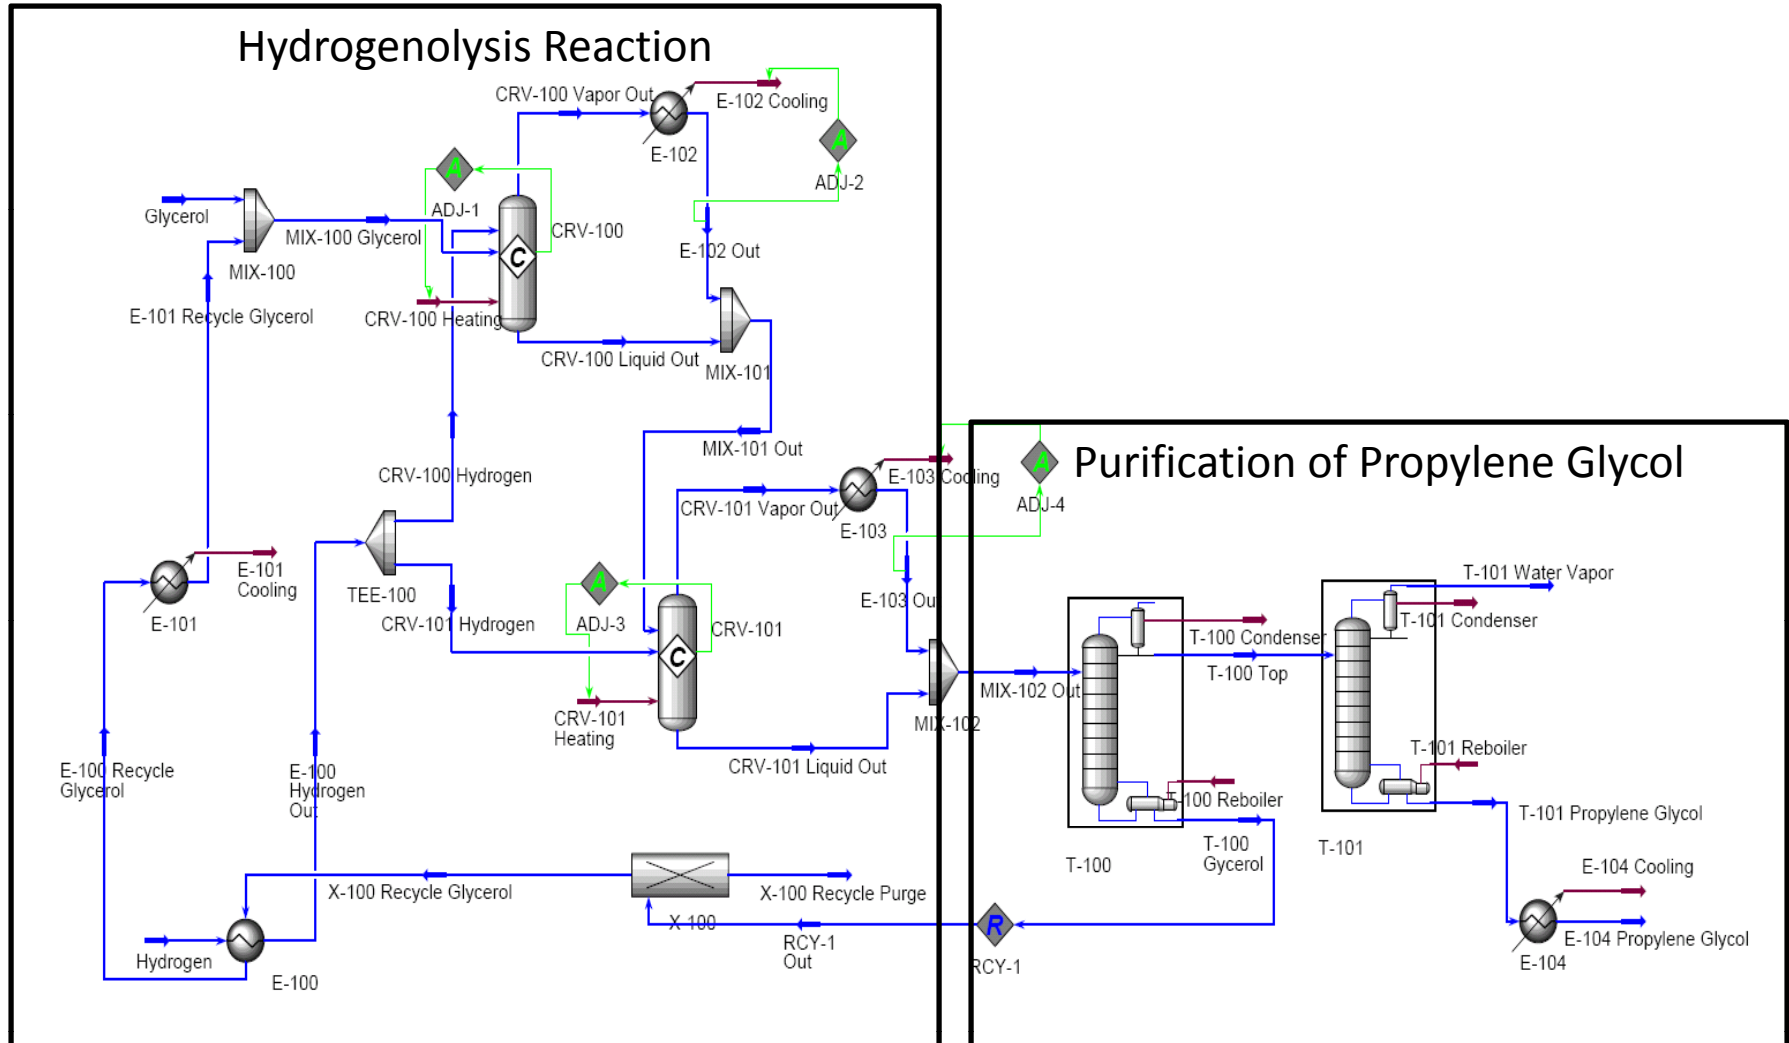 Hydrogenolysis Reaction
CRV-100 Vapor Out
E-102 Cooling
E-102
A
ADJ-2
A
ADJ-1
Glycerol
MIX-100 Glycerol
MIX-100
CRV-100
C
E-102 Out
E-101 Recycle Glycerol
CRV-100 Heating
CRV-100 Liquid Out
MIX-101
MIX-101 Out
CRV-100 Hydrogen
CRV-101 Vapor Out
E-103 Cooling
E-103
A
ADJ-4
Purification of Propylene Glycol
E-101
Cooling
E-101
TEE-100
CRV-101 Hydrogen
A
ADJ-3
CRV-101
C
E-103 Ou
CRV-101
Heating
MIX-102
MIX-102 Out
CRV-101 Liquid Out
T-100 Condenser
T-100 Top
T-101 Water Vapor
T-101 Condenser
T-100 Reboiler
T-100
Gycerol
T-100
T-101 Reboiler
T-101 Propylene Glycol
T-101
E-104 Cooling
E-104 Propylene Glycol
E-104
E-100 Recycle
Glycerol
E-100
Hydrogen
Out
X-100 Recycle Glycerol
X-100 Recycle Purge
X-100
RCY-1
Out
R
RCY-1
Hydrogen
E-100